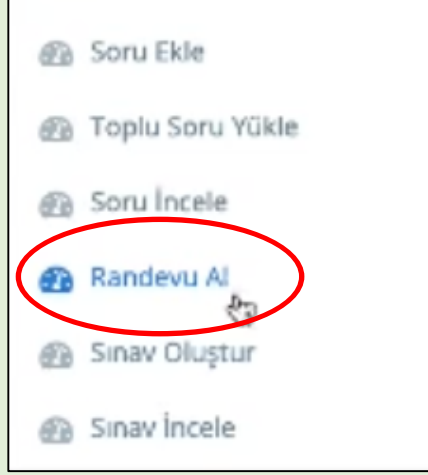 Soru Ekle
Toplu Soru Yükle
Soru İncele
Randevu Al
Sınav Oluştur
Sınav İncele